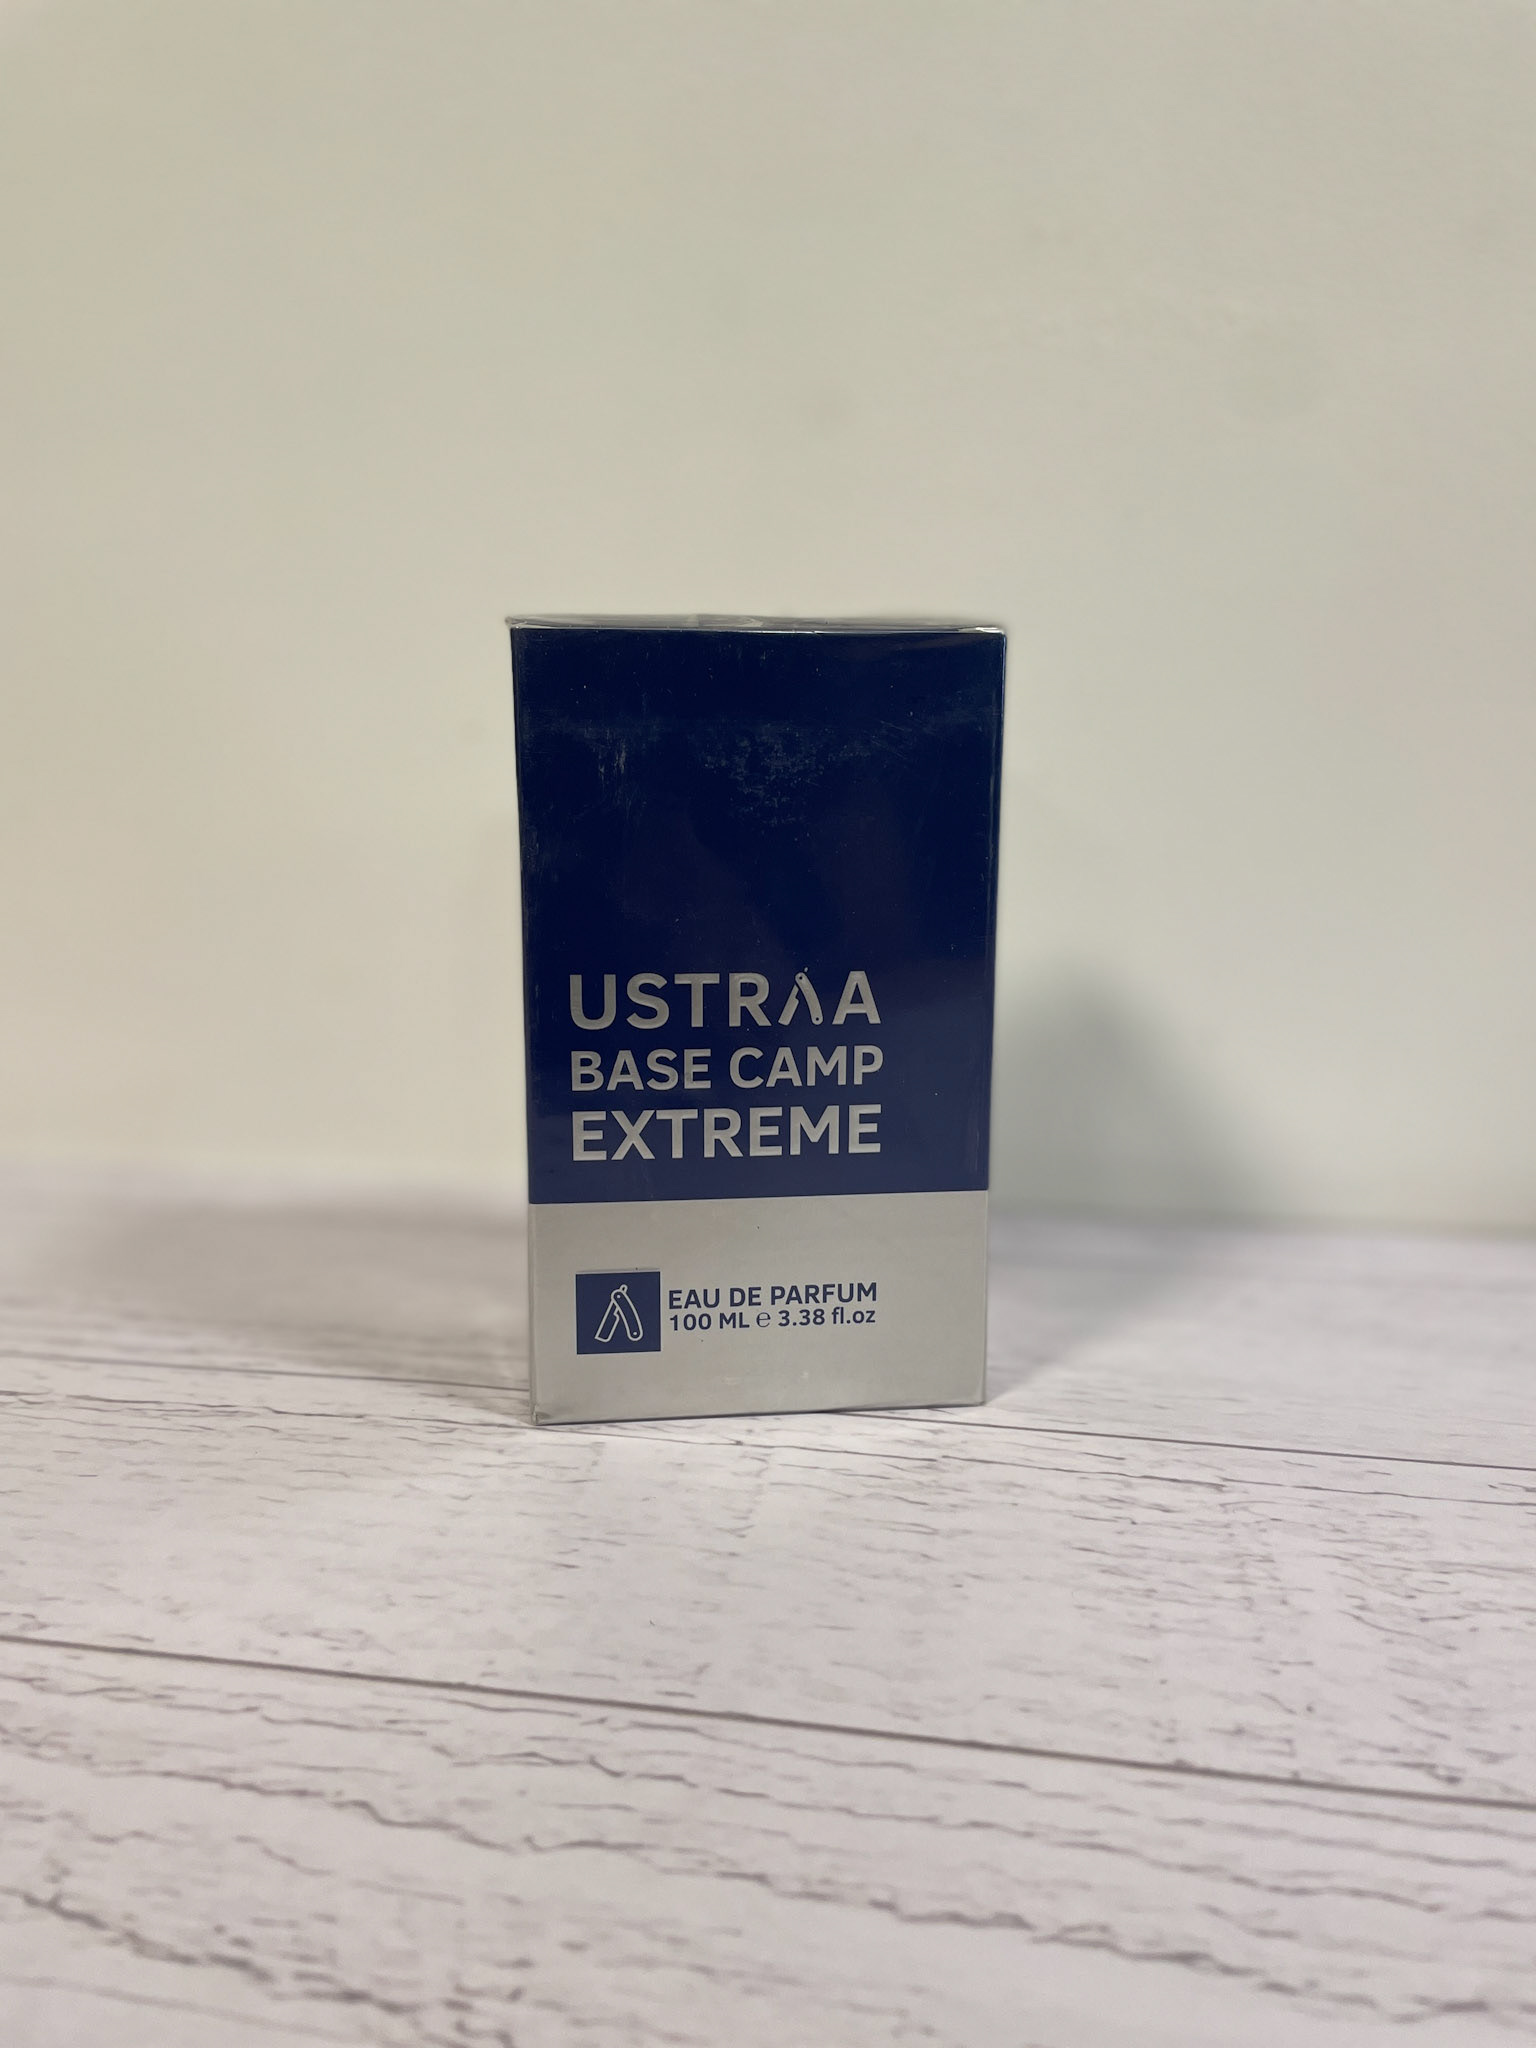 USTRAA
BASE CAMP
EXTREME
EAU DE PARFUM
100 ML ℮ 3.38 fl.oz